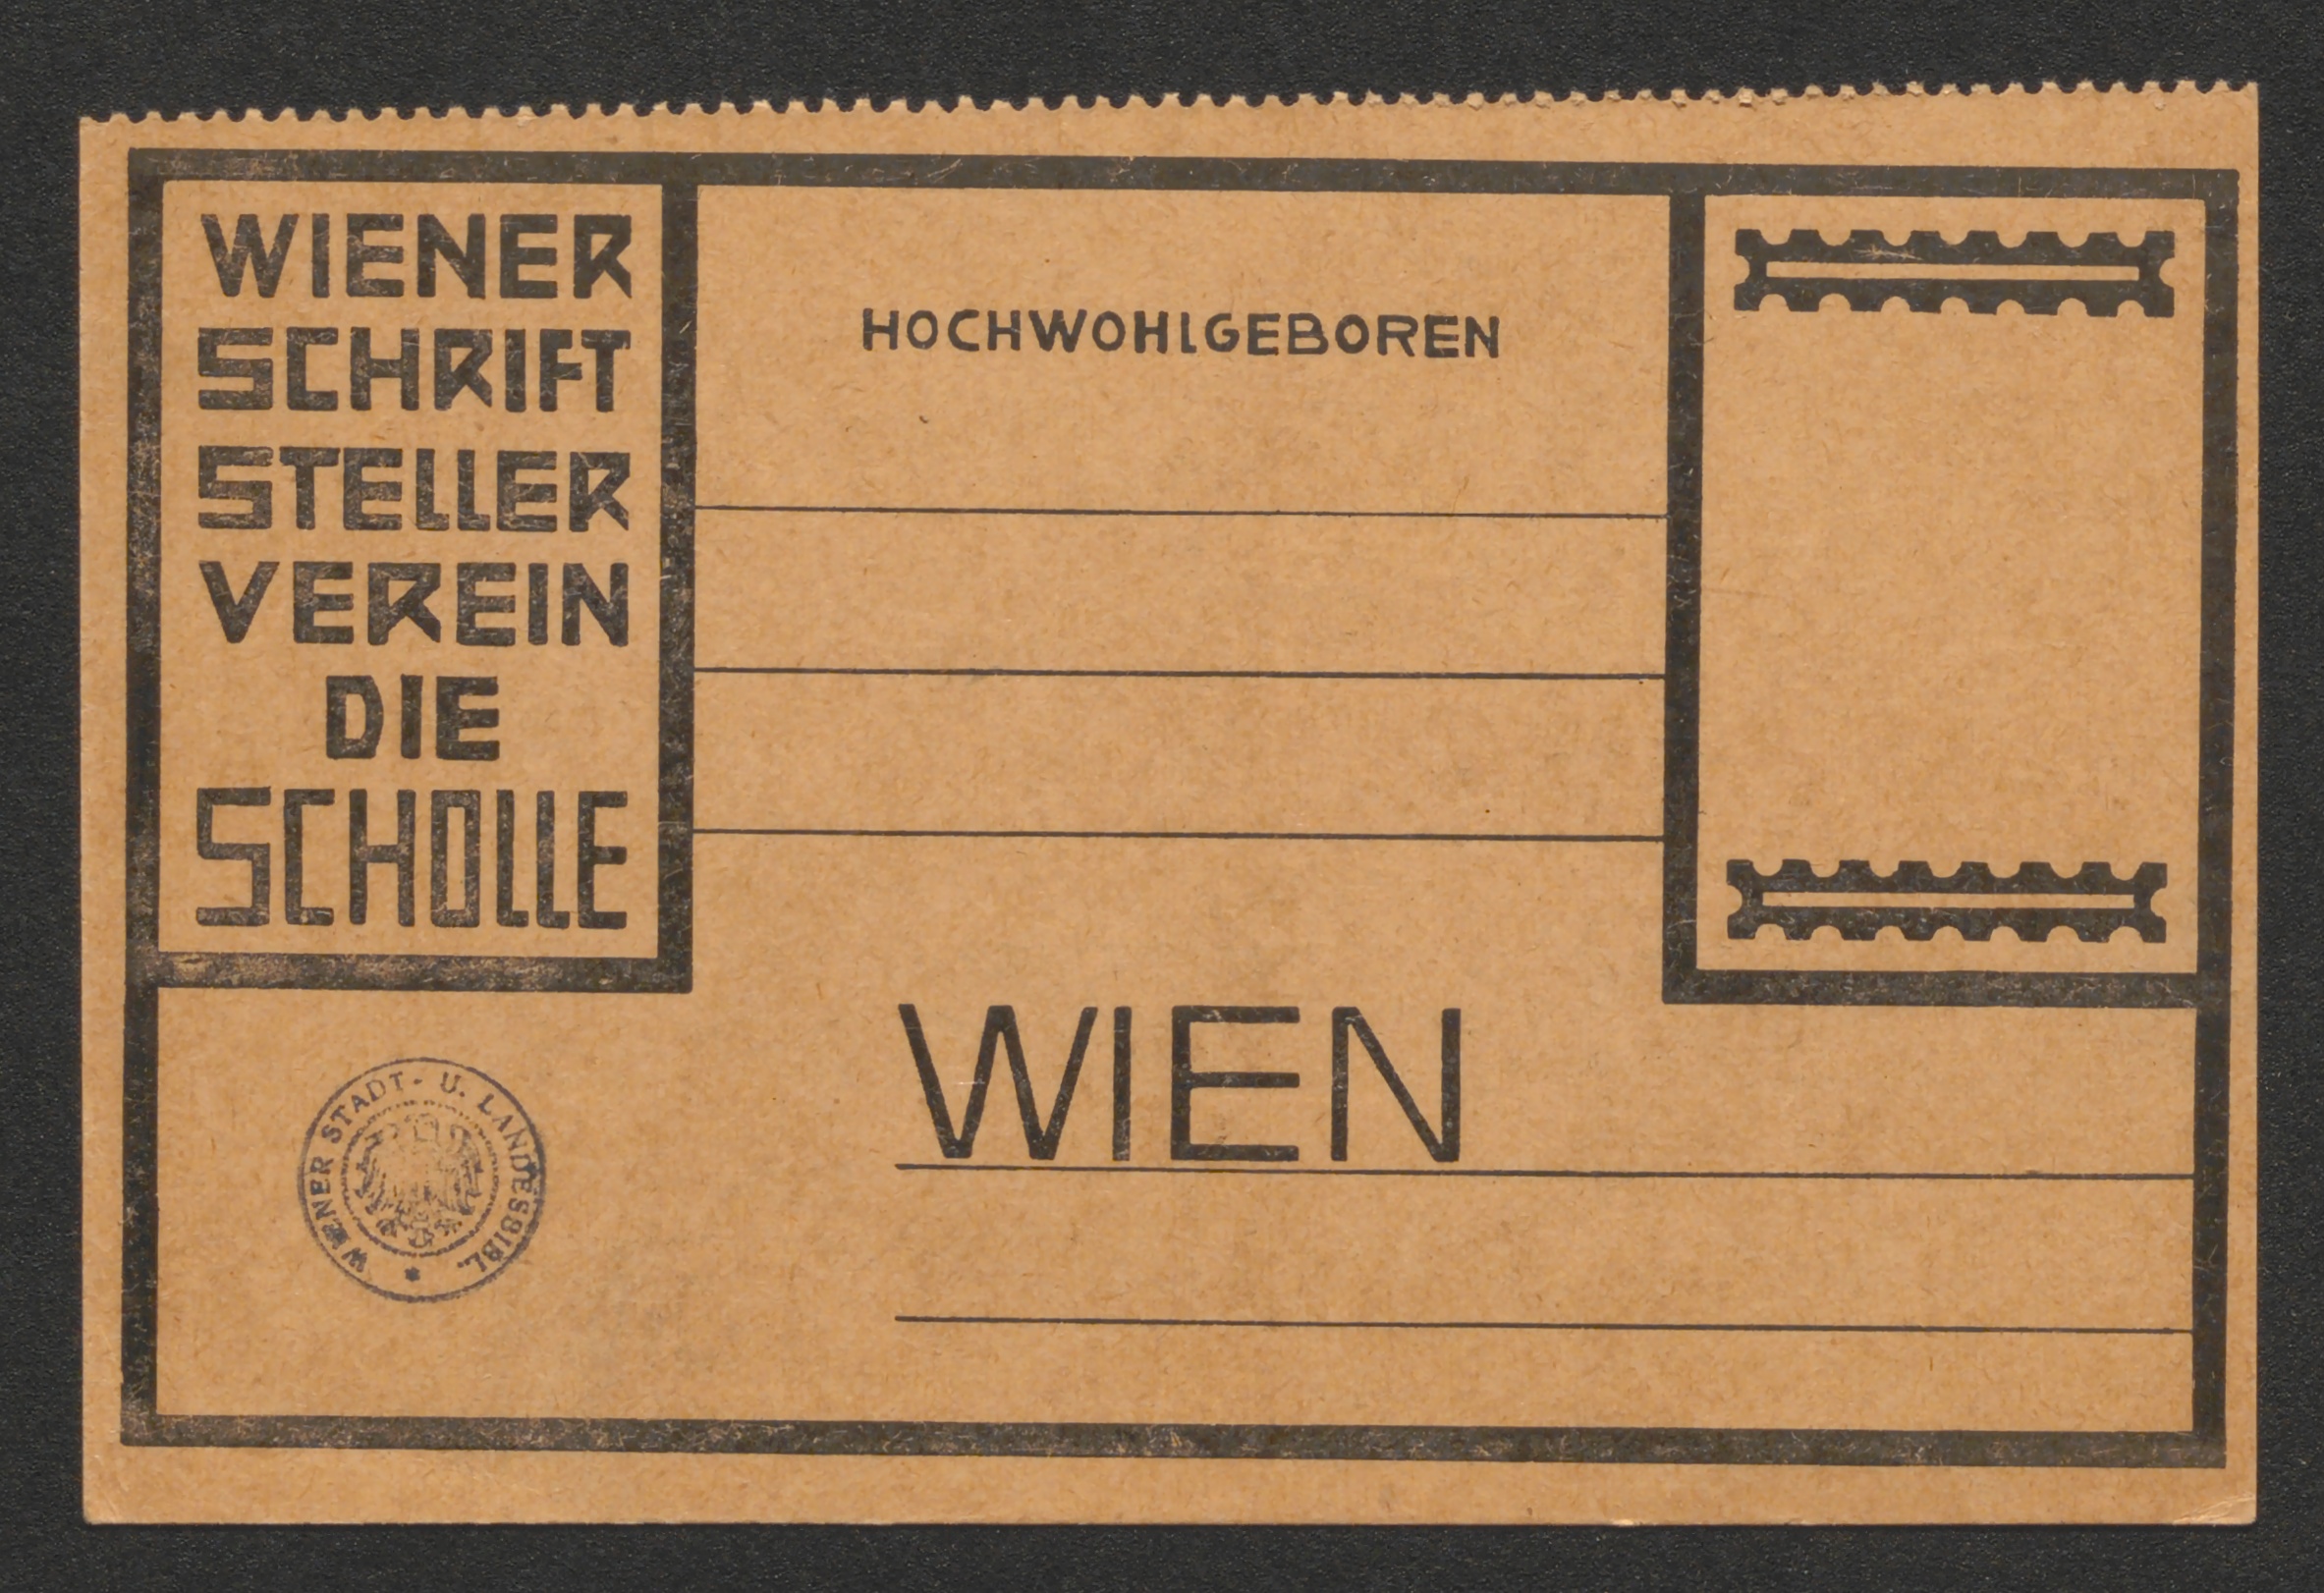 WIENER
SCHRIFT
STELLER
VEREIN
DIE
SCHOLLE
HOCHWOHLGEBOREN
WIEN
WIENER STADT- U. LANDESBIBL. *